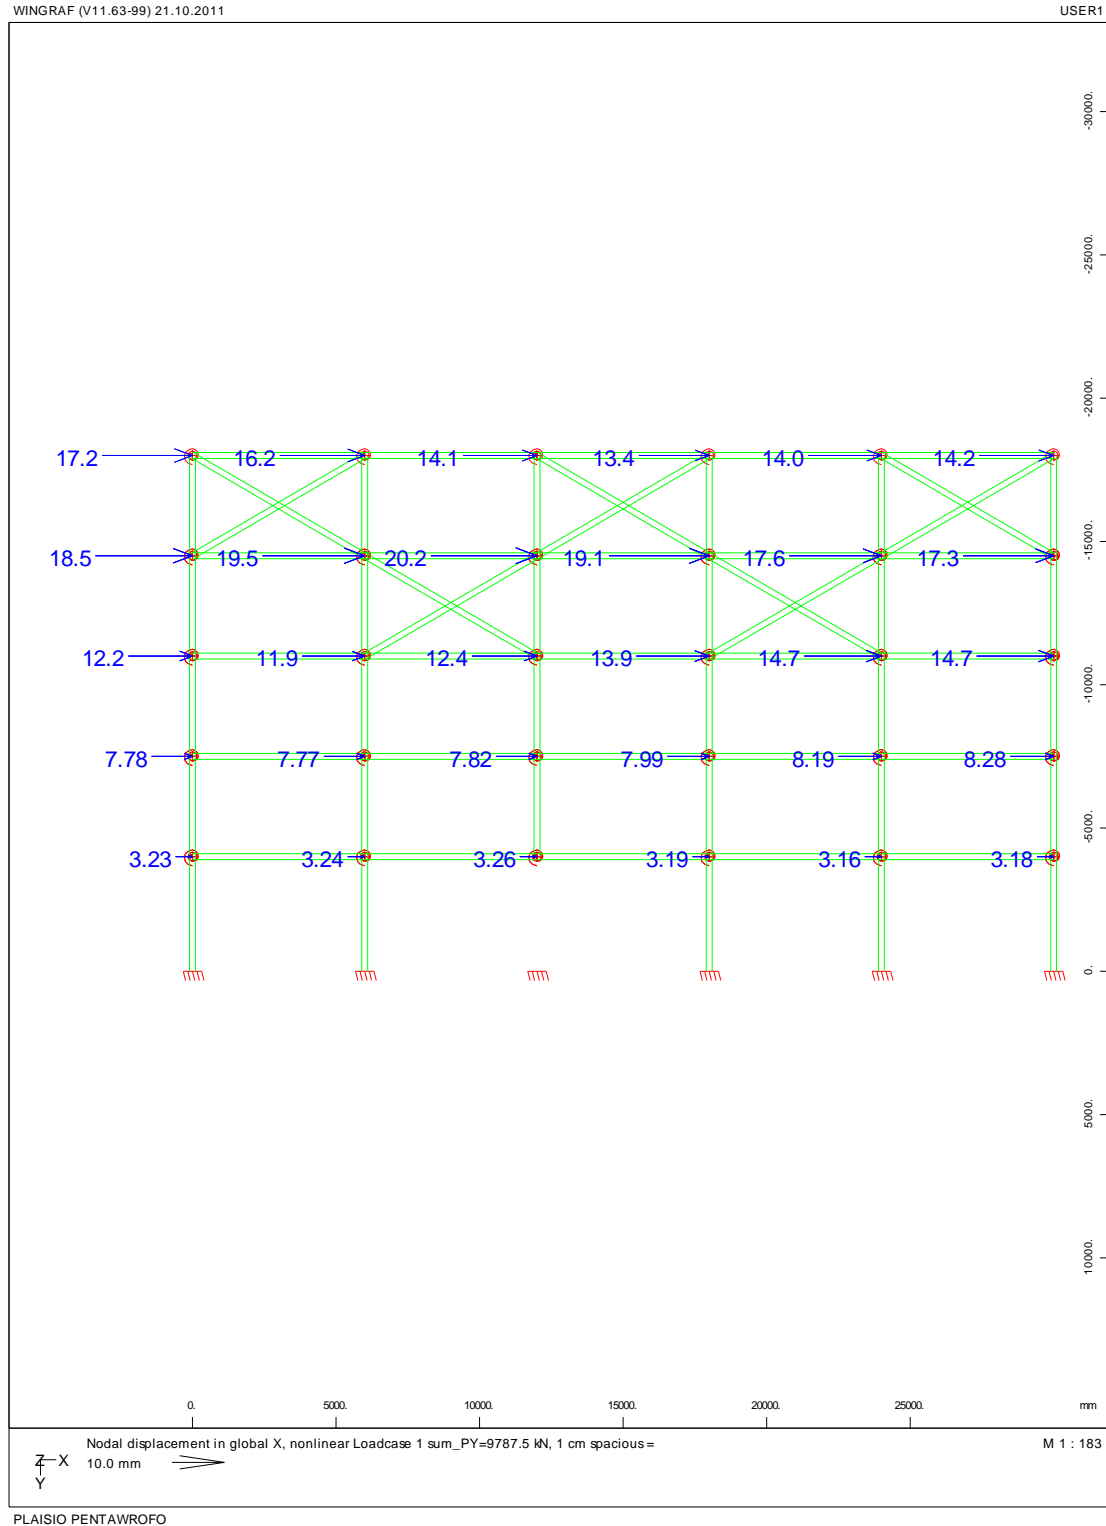 WINGRAF (V11.63-99) 21.10.2011 USER1
-30000.
-25000.
-20000.
17.2 16.2 14.1 13.4 14.0 14.2
-15000.
18.5 19.5 20.2 19.1 17.6 17.3
12.2 11.9 12.4 13.9 14.7 14.7
-10000.
7.78 7.77 7.82 7.99 8.19 8.28
-5000.
3.23 3.24 3.26 3.19 3.16 3.18
0.
5000.
10000.
0. 5000. 10000. 15000. 20000. 25000. mm
Nodal displacement in global X, nonlinear Loadcase 1 sum_PY=9787.5 kN, 1 cm spacious = M 1 : 183
Z X 10.0 mm
Y
PLAISIO PENTAWROFO